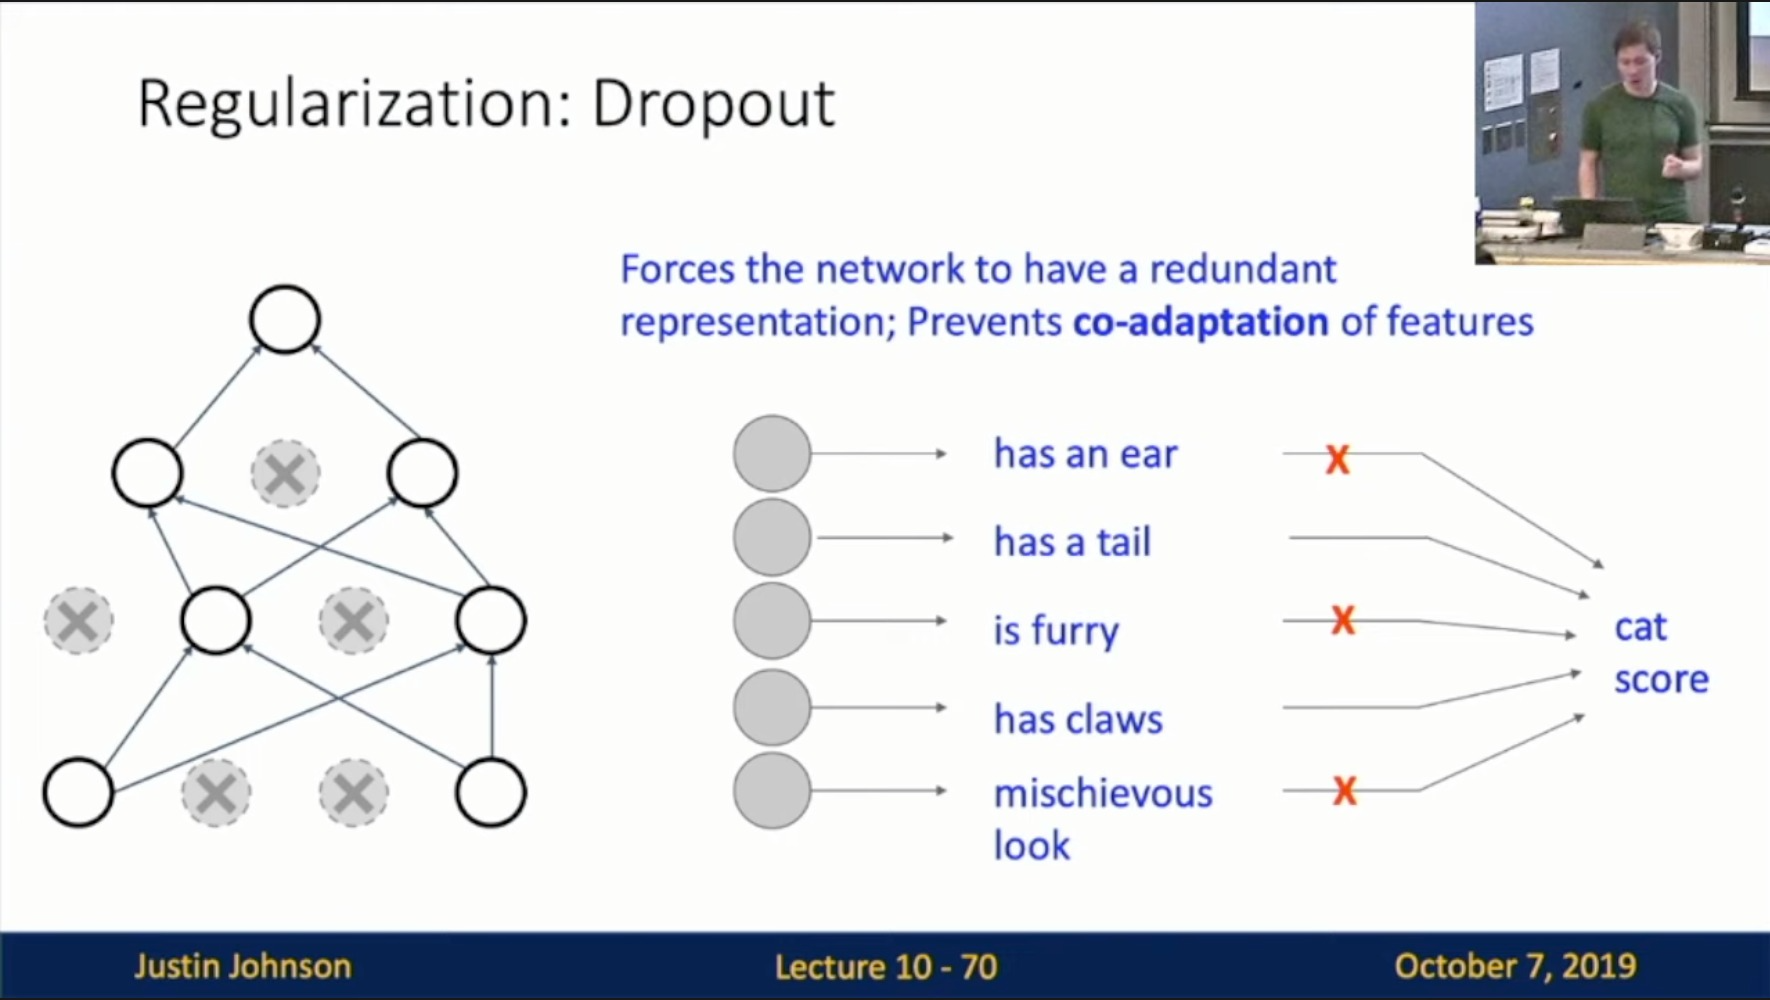 Regularization: Dropout
Forces the network to have a redundant
representation; Prevents co-adaptation of features
has an ear
X
has a tail
is furry
X
cat
score
has claws
mischievous
look
X
Justin Johnson
Lecture 10 - 70
October 7, 2019